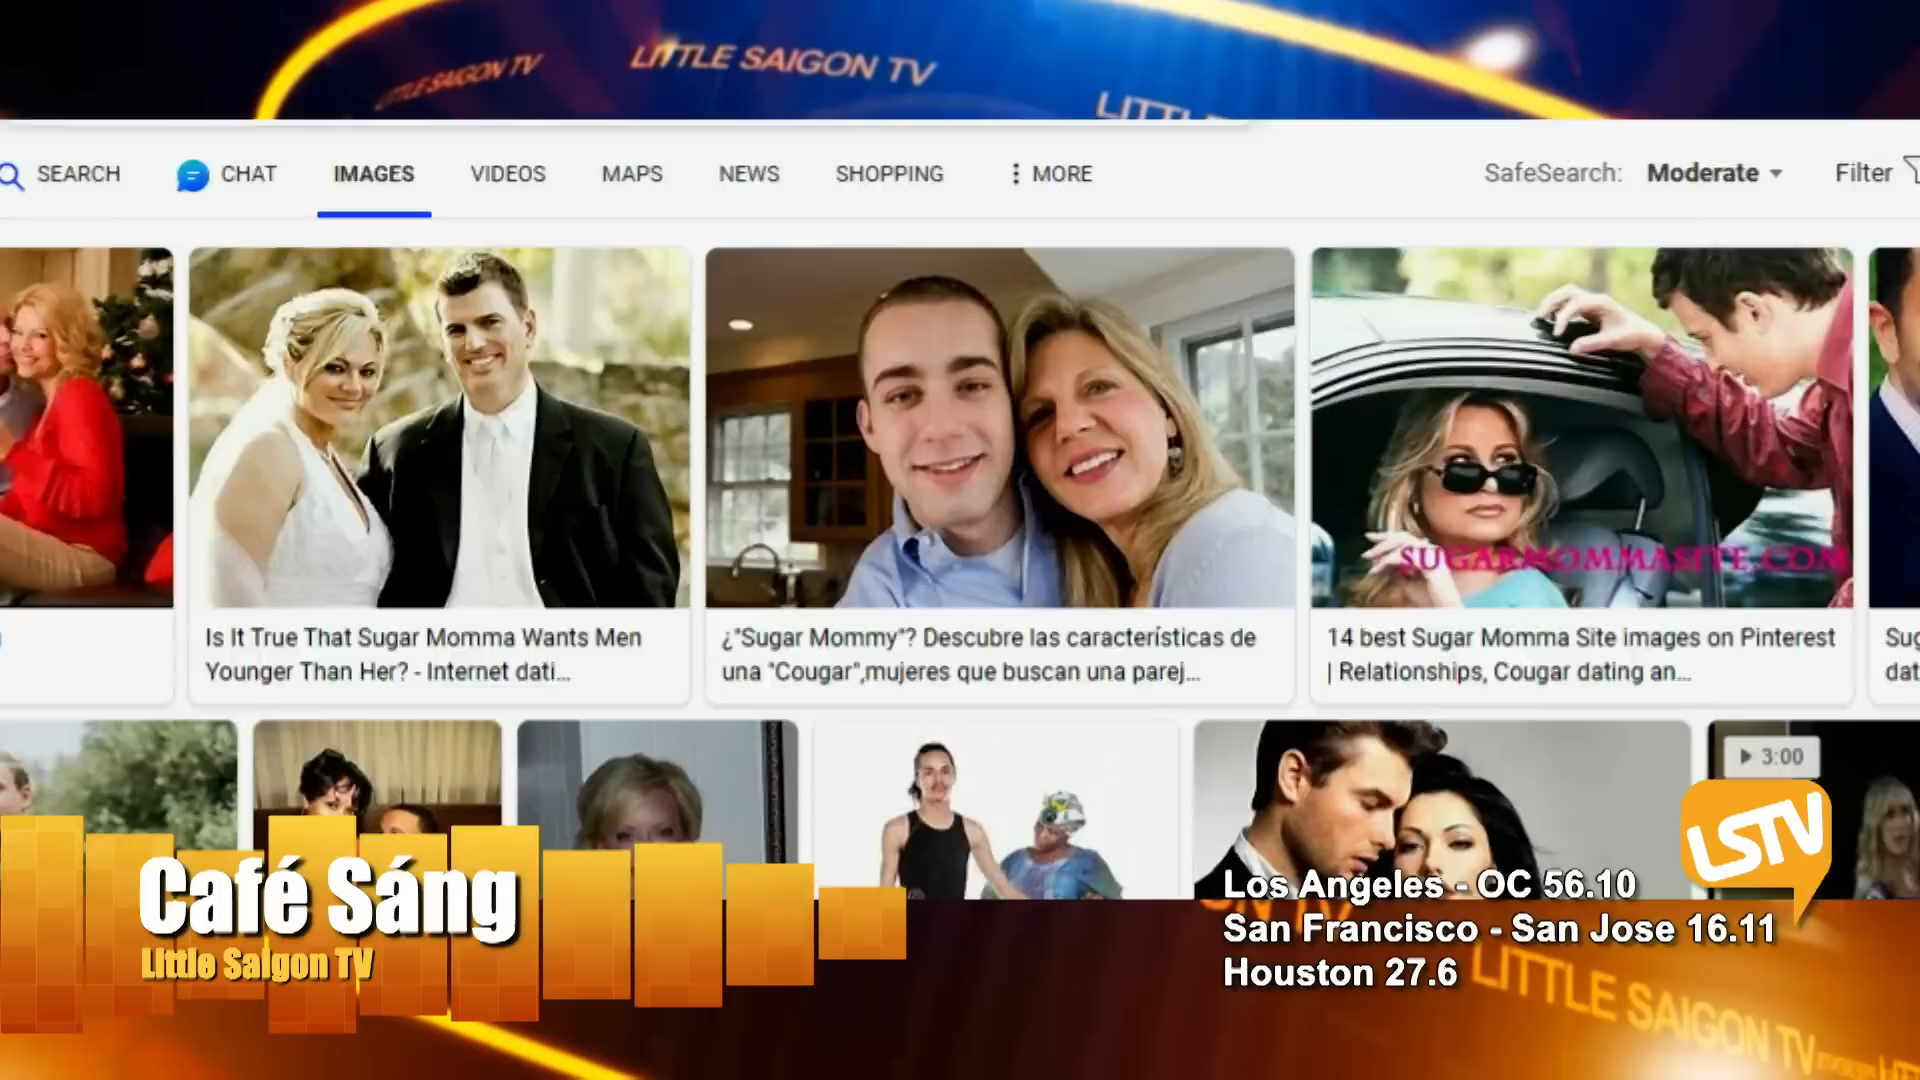 LITTLE SAIGON TV
LITTLE SAIGON TV
SEARCH
CHAT
IMAGES
VIDEOS
MAPS
NEWS
SHOPPING
MORE
SafeSearch: Moderate
Filter
SUGARMOMMASITE.COM
Is It True That Sugar Momma Wants Men
Younger Than Her? - Internet dati...
¿"Sugar Mommy"? Descubre las características de
una "Cougar",mujeres que buscan una parej...
14 best Sugar Momma Site images on Pinterest
| Relationships, Cougar dating an...
3:00
LSTV
Café Sáng
Little Saigon TV
Los Angeles - OC 56.10
San Francisco - San Jose 16.11
Houston 27.6
LITTLE SAIGON TV